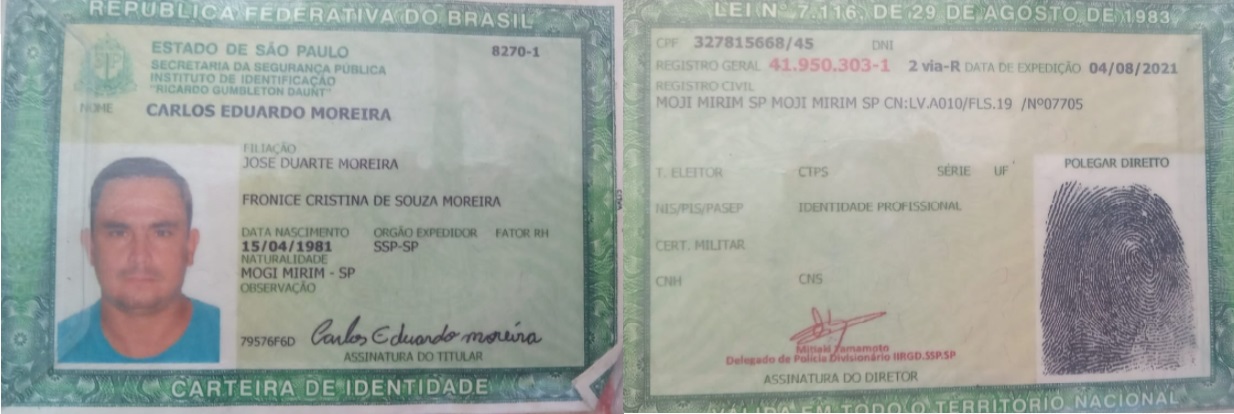 REPÚBLICA FEDERATIVA DO BRASIL
ESTADO DE SÃO PAULO
8270-1
SECRETARIA DA SEGURANÇA PÚBLICA
INSTITUTO DE IDENTIFICAÇÃO
"RICARDO GUMBLETON DAUNT"
NOME
CARLOS EDUARDO MOREIRA
FILIAÇÃO
JOSE DUARTE MOREIRA
FRONICE CRISTINA DE SOUZA MOREIRA
DATA NASCIMENTO ORGÃO EXPEDIDOR FATOR RH
15/04/1981 SSP-SP
NATURALIDADE
MOGI MIRIM - SP
OBSERVAÇÃO
79576F6D Carlos Eduardo moreira
ASSINATURA DO TITULAR
CARTEIRA DE IDENTIDADE
LEI Nº 7.116, DE 29 DE AGOSTO DE 1983
CPF 327815668/45 DNI
REGISTRO GERAL 41.950.303-1 2 via-R DATA DE EXPEDIÇÃO 04/08/2021
REGISTRO CIVIL
MOJI MIRIM SP MOJI MIRIM SP CN:LV.A010/FLS.19 /Nº07705
POLEGAR DIREITO
T. ELEITOR CTPS SÉRIE UF
NIS/PIS/PASEP IDENTIDADE PROFISSIONAL
CERT. MILITAR
CNH CNS
Mitiaki Yamamoto
Delegado de Polícia Divisionário IIRGD.SSP.SP
ASSINATURA DO DIRETOR
VÁLIDA EM TODO O TERRITÓRIO NACIONAL